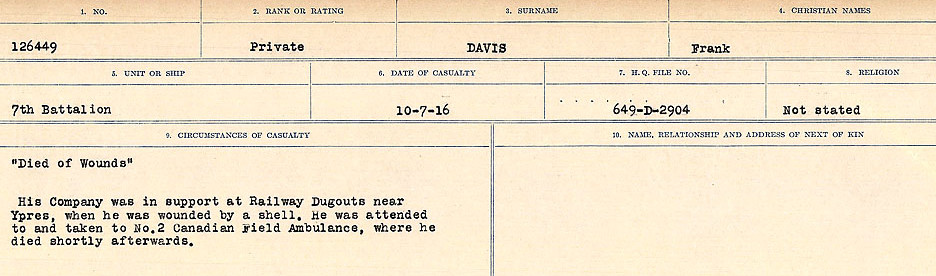 1. NO.
2. RANK OR RATING
3. SURNAME
4. CHRISTIAN NAMES
126449
Private
DAVIS
Frank
5. UNIT OR SHIP
6. DATE OF CASUALTY
7. H.Q. FILE NO.
8. RELIGION
7th Battalion
10-7-16
649-D-2904
Not stated
9. CIRCUMSTANCES OF CASUALTY
10. NAME, RELATIONSHIP AND ADDRESS OF NEXT OF KIN
"Died of Wounds"
His Company was in support at Railway Dugouts near
Ypres, when he was wounded by a shell. He was attended
to and taken to No.2 Canadian Field Ambulance, where he
died shortly afterwards.